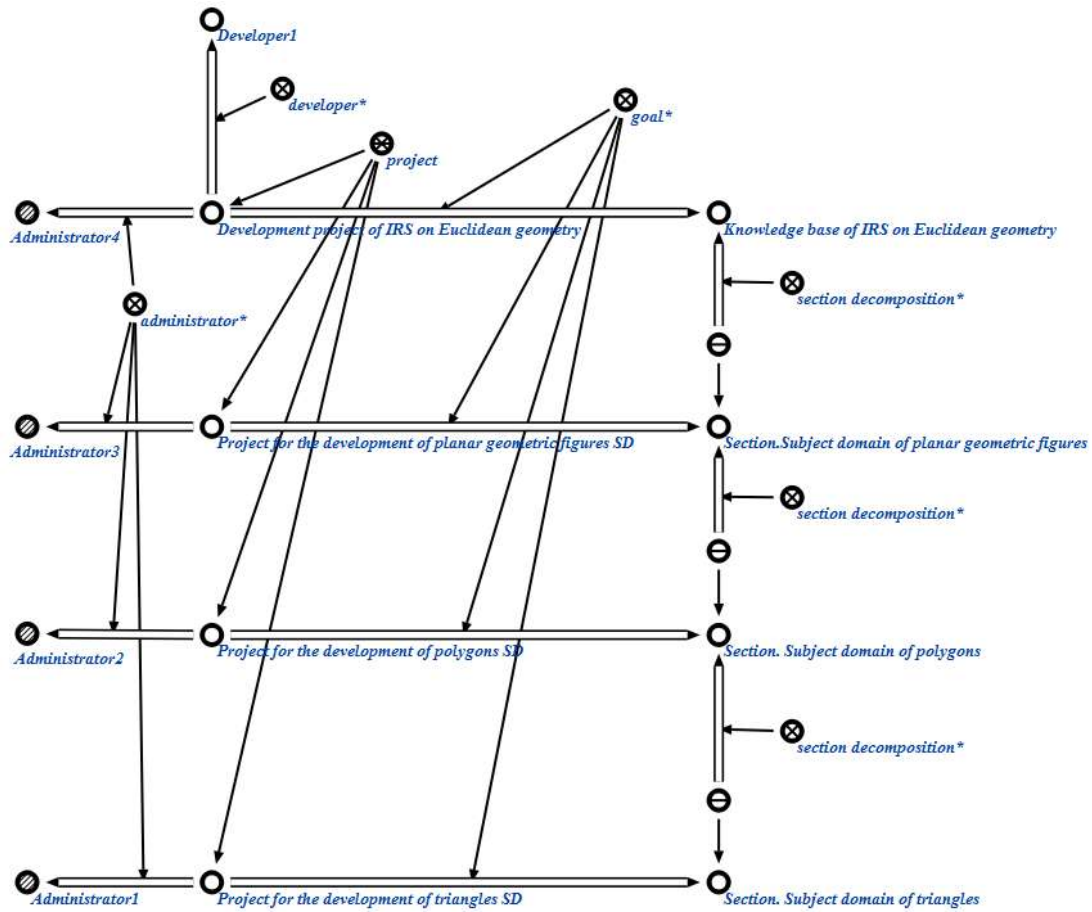 Developer1
developer*
goal*
project
Administrator4
Development project of IRS on Euclidean geometry
Knowledge base of IRS on Euclidean geometry
section decomposition*
administrator*
Administrator3
Project for the development of planar geometric figures SD
Section.Subject domain of planar geometric figures
section decomposition*
Administrator2
Project for the development of polygons SD
Section. Subject domain of polygons
section decomposition*
Administrator1
Project for the development of triangles SD
Section. Subject domain of triangles